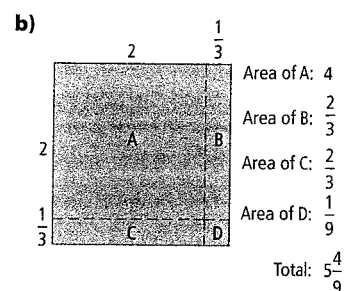 b)
2 1/3
Area of A: 4
A B
Area of B: 2/3
2
Area of C: 2/3
1/3
C D
Area of D: 1/9
Total: 5 4/9